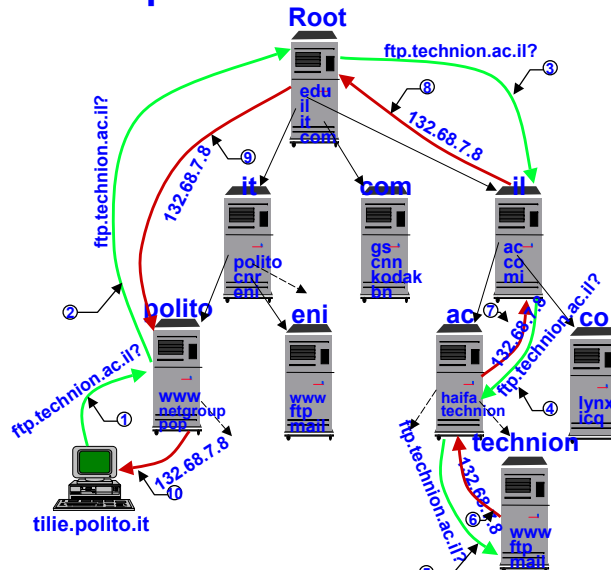 Root
ftp.technion.ac.il?
3
8
edu
il
it
com
132.68.7.8
ftp.technion.ac.il?
132.68.7.8
9
it
com
il
polito
cnr
eni
gs
cnn
kodak
bn
ac
co
mi
2
polito
eni
ac
7
132.68.7.8
ftp.technion.ac.il?
co
ftp.technion.ac.il?
1
www
netgroup
pop
www
ftp
mail
haifa
technion
4
lynx
icq
132.68.7.8
10
tilie.polito.it
technion
ftp.technion.ac.il?
132.68.7.8
6
www
ftp
mail